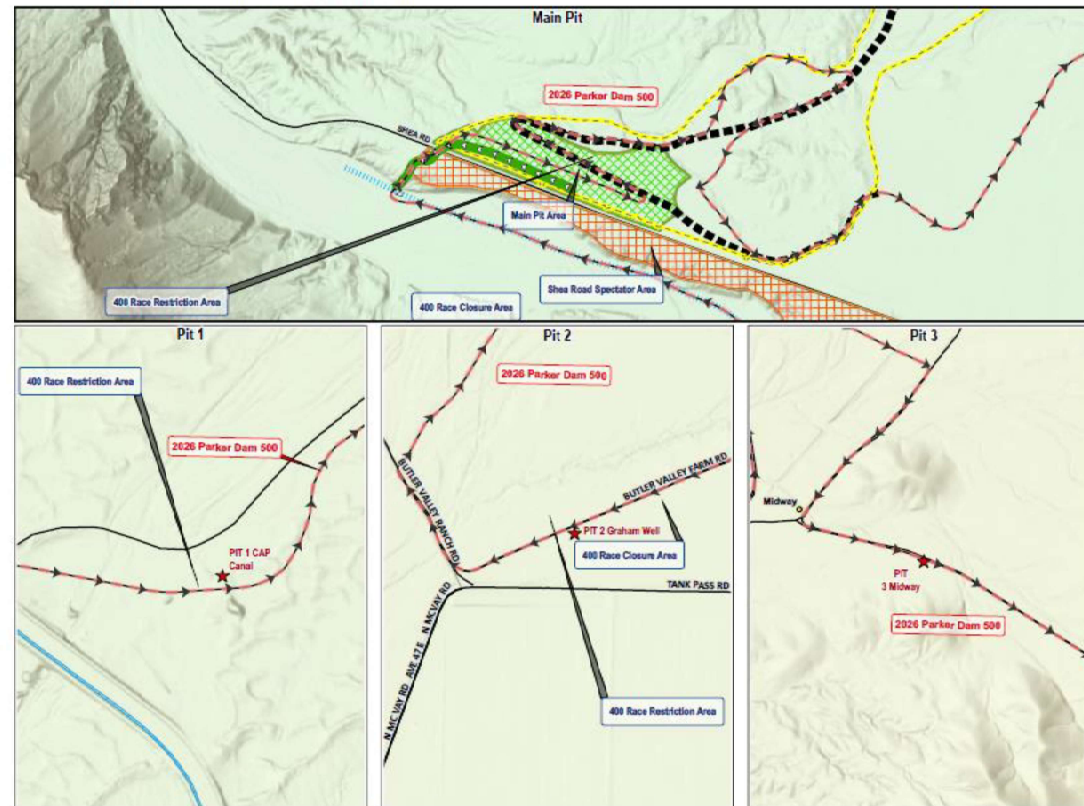 Main Pit
2026 Parker Dam 500
SHEA RD
Main Pit Area
400 Race Restriction Area
400 Race Closure Area
Shea Road Spectator Area
Pit 1
400 Race Restriction Area
2026 Parker Dam 500
PIT 1 CAP
Canal
Pit 2
2026 Parker Dam 500
BUTLER VALLEY RANCH RD
BUTLER VALLEY FARM RD
PIT 2 Graham Well
400 Race Closure Area
TANK PASS RD
N MCVAY RD
AVE 47 E
N MCVAY RD
400 Race Restriction Area
Pit 3
Midway
PIT
3 Midway
2026 Parker Dam 500